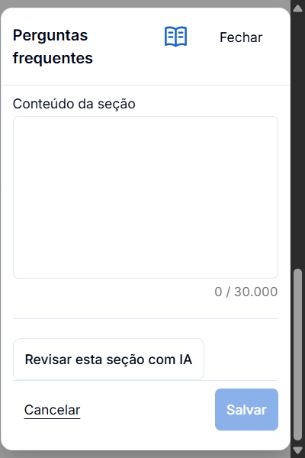 Perguntas
frequentes
Fechar
Conteúdo da seção
0 / 30.000
Revisar esta seção com IA
Cancelar
Salvar